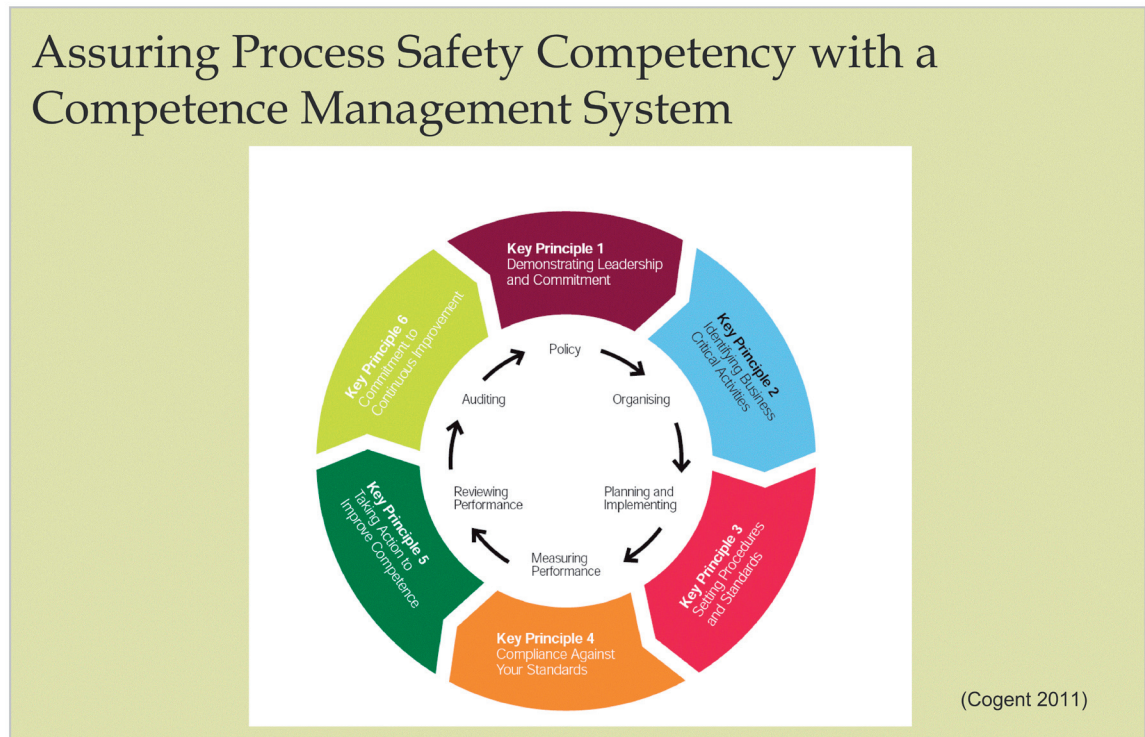 Assuring Process Safety Competency with a
Competence Management System
Key Principle 1
Demonstrating Leadership
and Commitment
Key Principle 2
Identifying Business
Critical Activities
Key Principle 3
Setting Procedures
and Standards
Key Principle 4
Compliance Against
Your Standards
Key Principle 5
Taking Action to
Improve Competence
Key Principle 6
Commitment to
Continuous Improvement
Policy
Organising
Planning and
Implementing
Measuring
Performance
Reviewing
Performance
Auditing
(Cogent 2011)